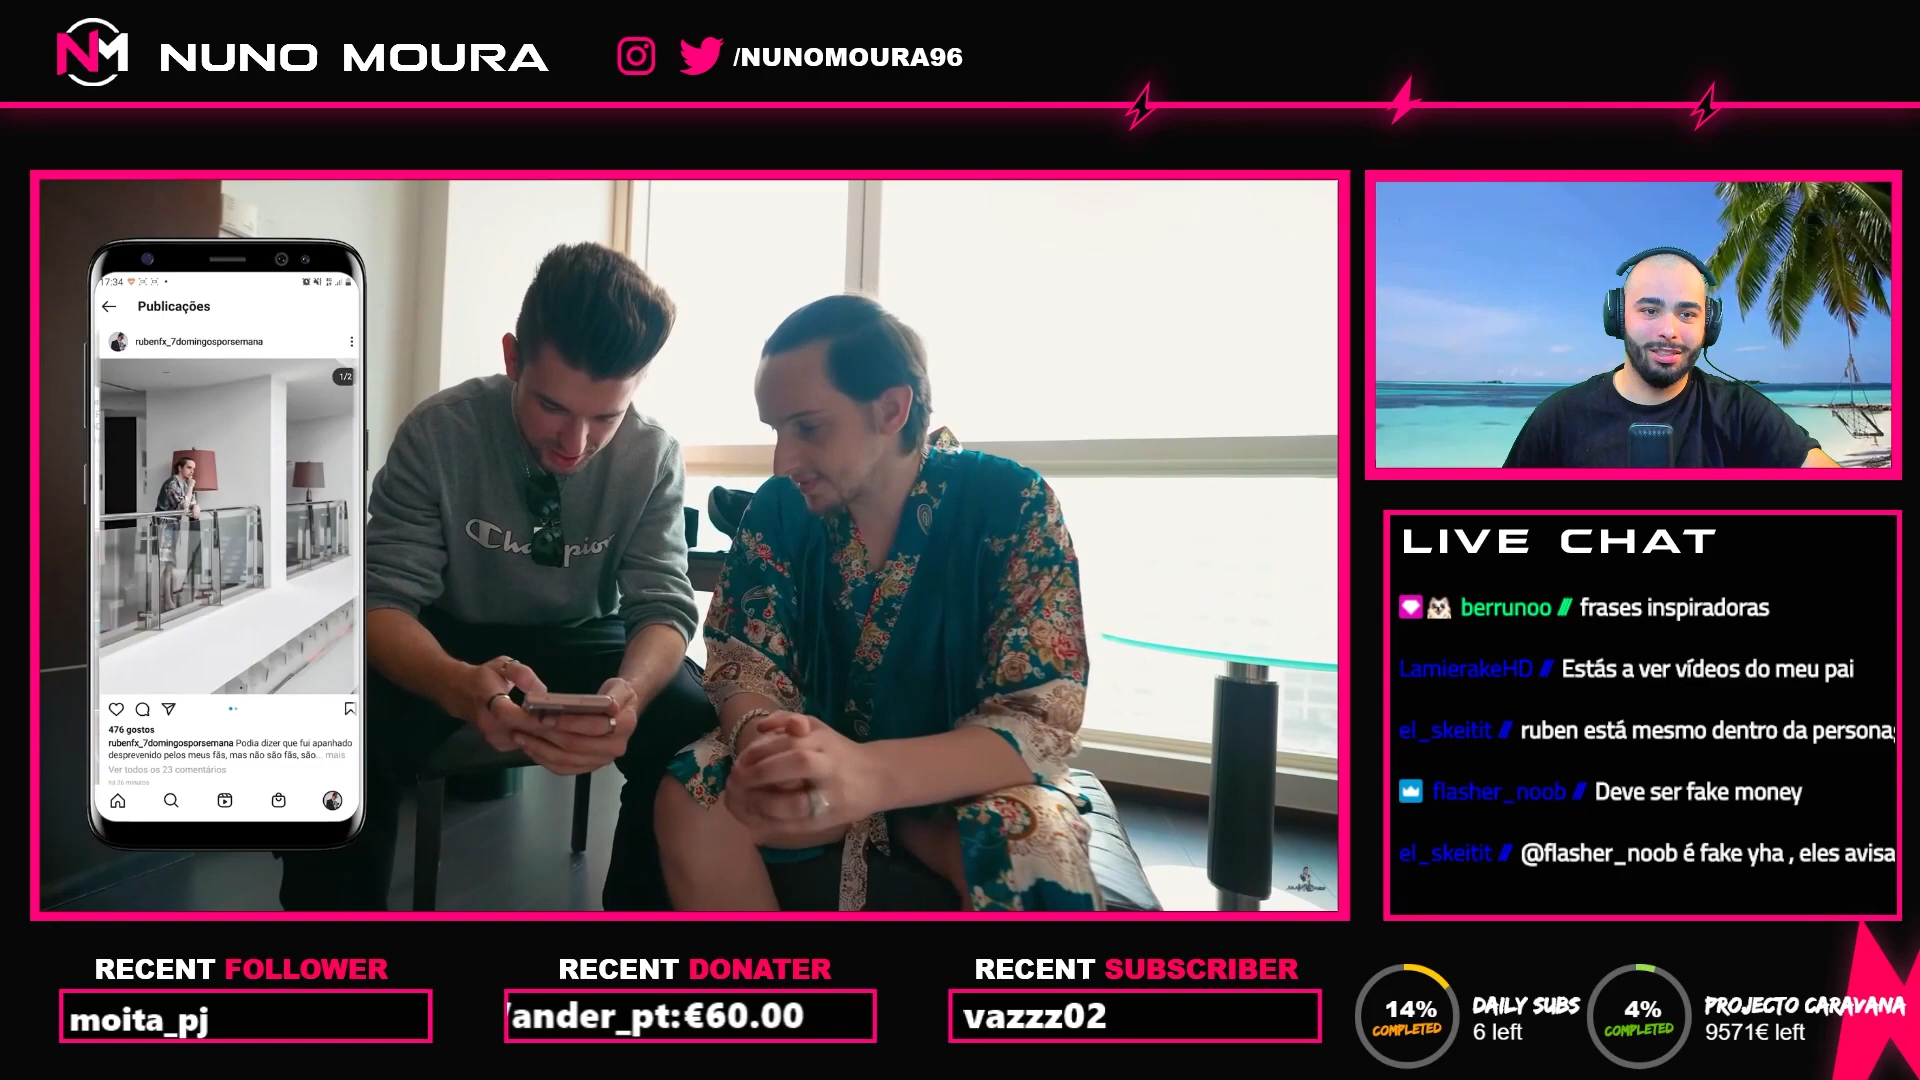 NM NUNO MOURA /NUNOMOURA96
17:34
Publicações
rubenfx_7domingosporsemana
1/2
476 gostos
rubenfx_7domingosporsemana Podia dizer que fui apanhado
desprevenido pelos meus fãs, mas não são fãs, são... mais
Ver todos os 23 comentários
há 36 minutos
Champion
LIVE CHAT
berrunoo // frases inspiradoras
LamierakeHD // Estás a ver vídeos do meu pai
el_skeitit // ruben está mesmo dentro da persona
flasher_noob // Deve ser fake money
el_skeitit // @flasher_noob é fake yha , eles avisa
RECENT FOLLOWER
moita_pj
RECENT DONATER
ander_pt:€60.00
RECENT SUBSCRIBER
vazzz02
14%
COMPLETED
DAILY SUBS
6 left
4%
COMPLETED
PROJECTO CARAVANA
9571€ left